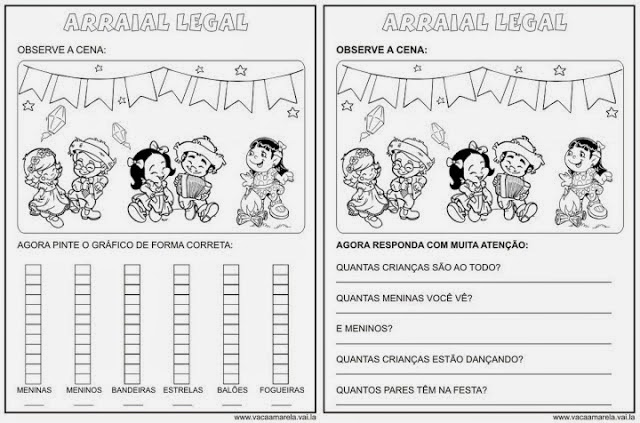 ARRAIAL LEGAL
OBSERVE A CENA:
AGORA PINTE O GRÁFICO DE FORMA CORRETA:
MENINAS MENINOS BANDEIRAS ESTRELAS BALÕES FOGUEIRAS
www.vacaamarela.vai.la
ARRAIAL LEGAL
OBSERVE A CENA:
AGORA RESPONDA COM MUITA ATENÇÃO:
QUANTAS CRIANÇAS SÃO AO TODO?
QUANTAS MENINAS VOCÊ VÊ?
E MENINOS?
QUANTAS CRIANÇAS ESTÃO DANÇANDO?
QUANTOS PARES TÊM NA FESTA?
www.vacaamarela.vai.la